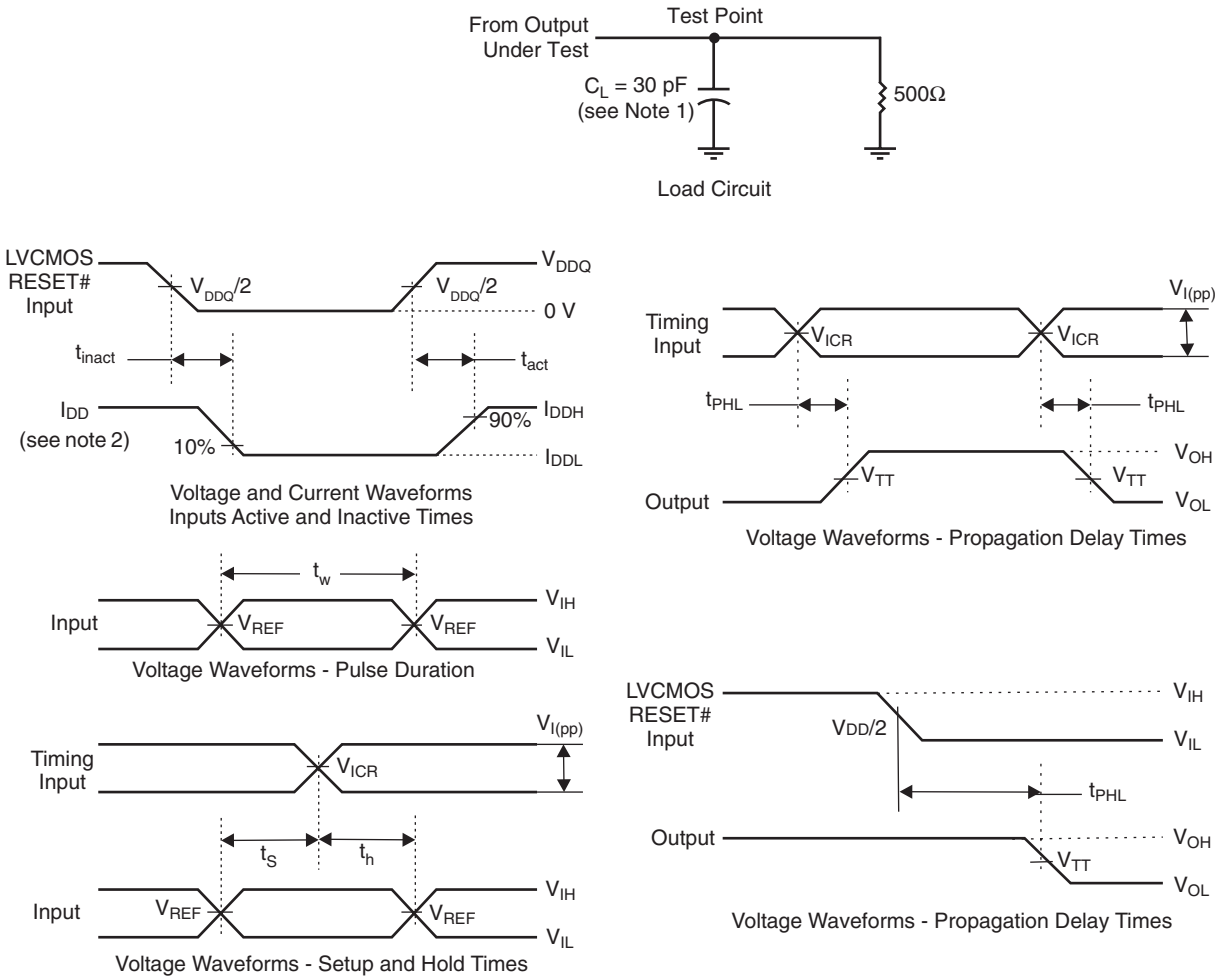 From Output
Under Test
Test Point
C_L = 30 pF
(see Note 1)
500Ω
Load Circuit
LVCMOS
RESET#
Input
V_DDQ/2
V_DDQ/2
V_DDQ
0 V
t_inact
t_act
I_DD
(see note 2)
10%
90%
I_DDH
I_DDL
Voltage and Current Waveforms
Inputs Active and Inactive Times
t_w
Input
V_REF
V_REF
V_IH
V_IL
Voltage Waveforms - Pulse Duration
Timing
Input
V_ICR
V_I(pp)
t_S
t_h
Input
V_REF
V_REF
V_IH
V_IL
Voltage Waveforms - Setup and Hold Times
Timing
Input
V_ICR
V_ICR
V_I(pp)
t_PHL
t_PHL
Output
V_TT
V_TT
V_OH
V_OL
Voltage Waveforms - Propagation Delay Times
LVCMOS
RESET#
Input
V_DD/2
V_IH
V_IL
t_PHL
Output
V_TT
V_OH
V_OL
Voltage Waveforms - Propagation Delay Times